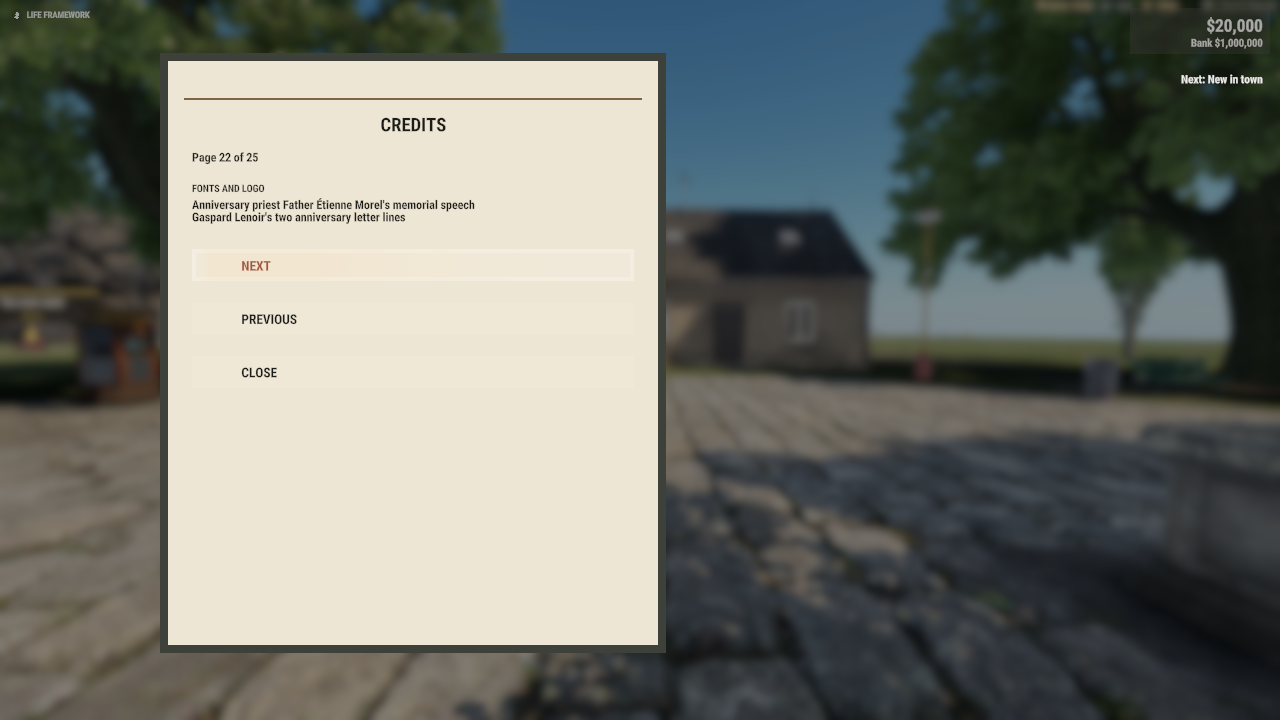 LIFE FRAMEWORK
$20,000
Bank $1,000,000
Next: New in town
CREDITS
Page 22 of 25
FONTS AND LOGO
Anniversary priest Father Étienne Morel's memorial speech
Gaspard Lenoir's two anniversary letter lines
NEXT
PREVIOUS
CLOSE